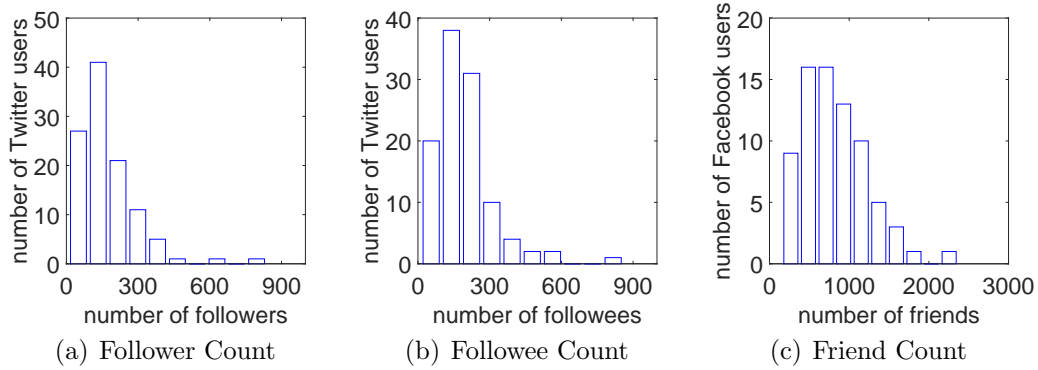 number of Twitter users
50
40
30
20
10
0
0 300 600 900
number of followers
(a) Follower Count
number of Twitter users
40
30
20
10
0
0 300 600 900
number of followees
(b) Followee Count
number of Facebook users
20
15
10
5
0
0 1000 2000 3000
number of friends
(c) Friend Count